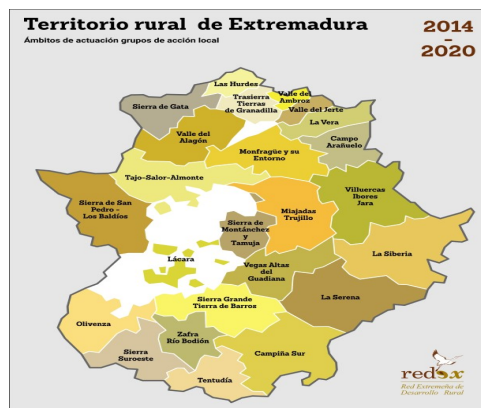 Territorio rural de Extremadura
Ámbitos de actuación grupos de acción local
2014
–
2020
Las Hurdes
Sierra de Gata
Trasierra
Tierras
de Granadilla
Valle del
Ambroz
Valle del Jerte
La Vera
Valle del
Alagón
Campo
Arañuelo
Monfragüe y su
Entorno
Tajo-Salor-Almonte
Villuercas
Ibores
Jara
Sierra de San
Pedro –
Los Baldíos
Miajadas
Trujillo
Sierra de
Montánchez
y
Tamuja
Lácara
La Siberia
Vegas Altas
del
Guadiana
La Serena
Sierra Grande
Tierra de Barros
Olivenza
Zafra
Río Bodión
Sierra
Suroeste
Campiña Sur
Tentudía
redex
Red Extremeña de
Desarrollo Rural